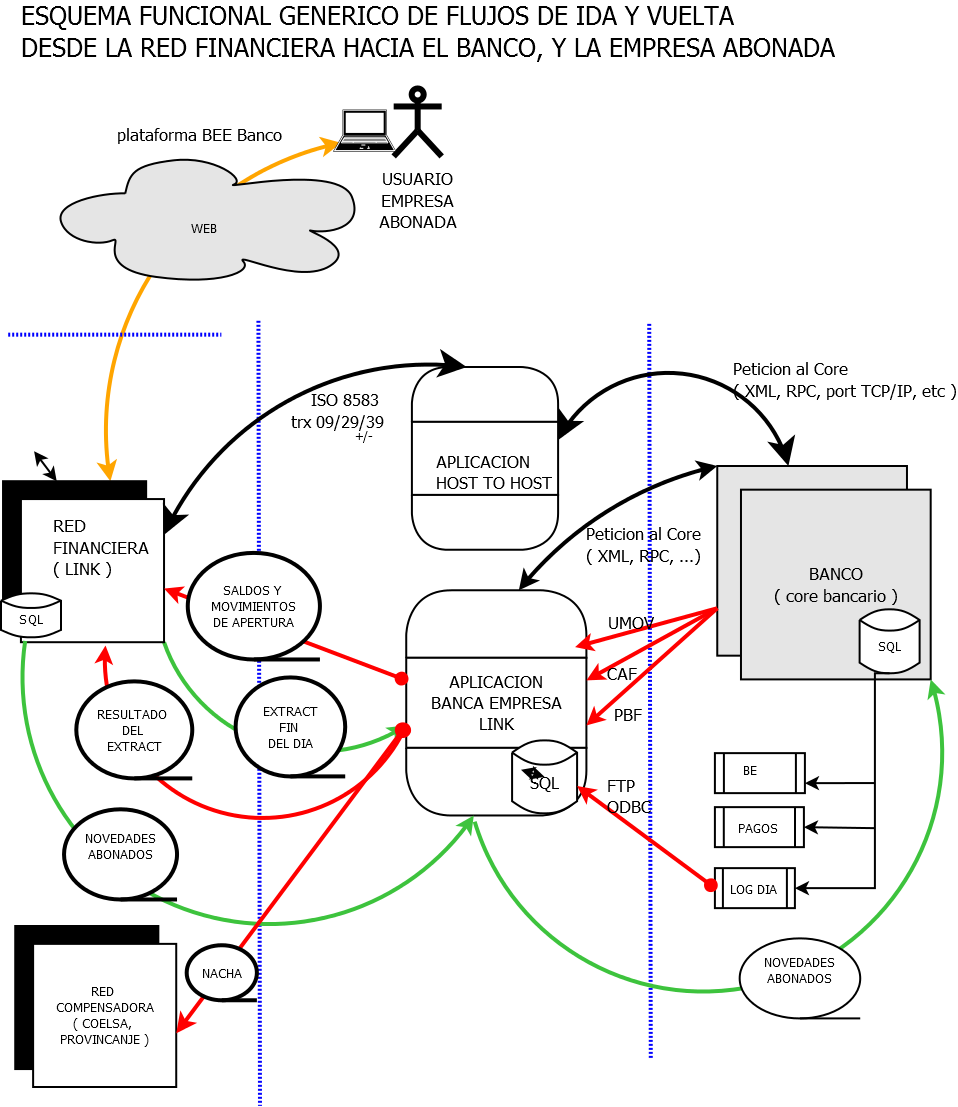 ESQUEMA FUNCIONAL GENERICO DE FLUJOS DE IDA Y VUELTA
DESDE LA RED FINANCIERA HACIA EL BANCO, Y LA EMPRESA ABONADA
plataforma BEE Banco
USUARIO
EMPRESA
ABONADA
WEB
ISO 8583
trx 09/29/39
+/-
Peticion al Core
( XML, RPC, port TCP/IP, etc )
APLICACION
HOST TO HOST
RED
FINANCIERA
( LINK )
SQL
Peticion al Core
( XML, RPC, ...)
BANCO
( core bancario )
SQL
SALDOS Y
MOVIMIENTOS
DE APERTURA
UMOV
CAF
PBF
APLICACION
BANCA EMPRESA
LINK
SQL
RESULTADO
DEL
EXTRACT
EXTRACT
FIN
DEL DIA
FTP
ODBC
BE
PAGOS
LOG DIA
NOVEDADES
ABONADOS
NACHA
NOVEDADES
ABONADOS
RED
COMPENSADORA
( COELSA,
PROVINCANJE )